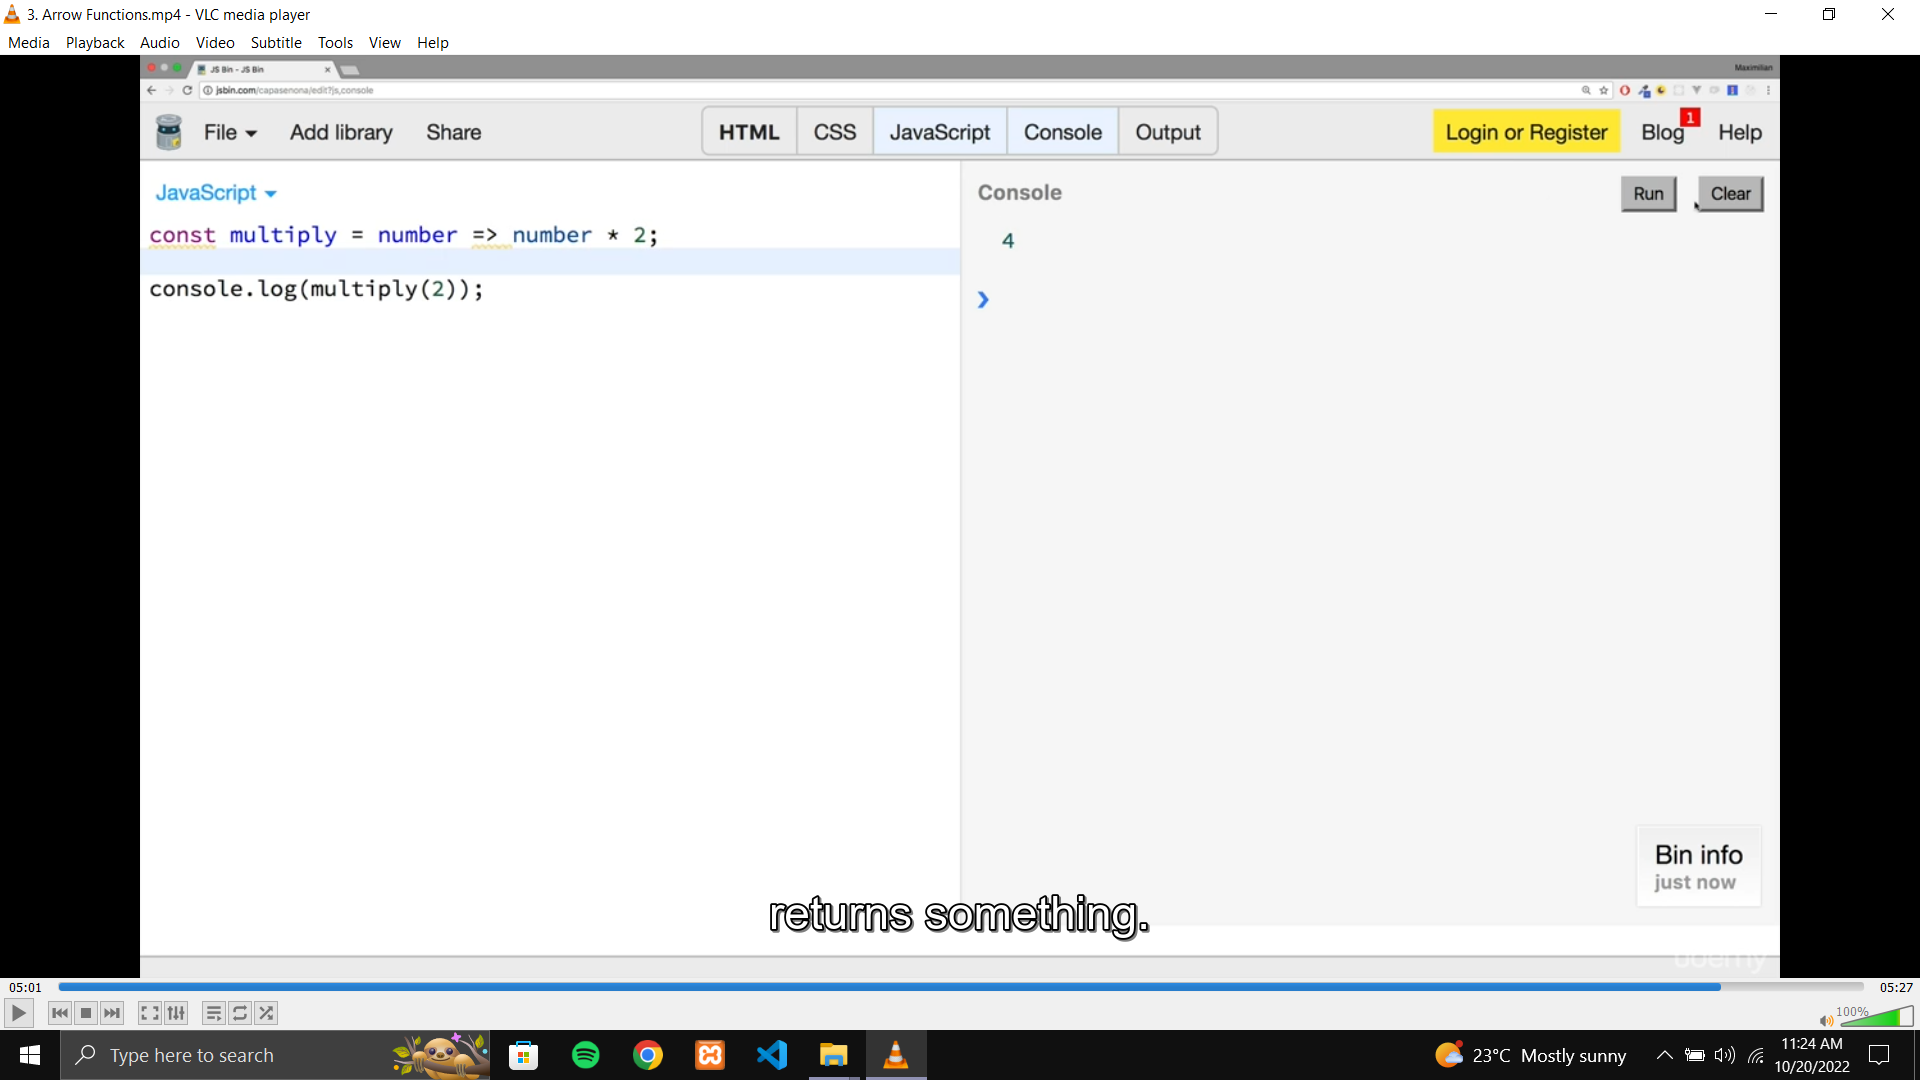 3. Arrow Functions.mp4 - VLC media player
Media Playback Audio Video Subtitle Tools View Help
JS Bin - JS Bin
Maximilian
jsbin.com/capasenona/edit?js,console
File Add library Share HTML CSS JavaScript Console Output Login or Register Blog 1 Help
JavaScript
const multiply = number => number * 2;
console.log(multiply(2));
Console
Run Clear
4
Bin info
just now
returns something.
udemy
05:01
05:27
100%
Type here to search
23°C Mostly sunny
11:24 AM
10/20/2022